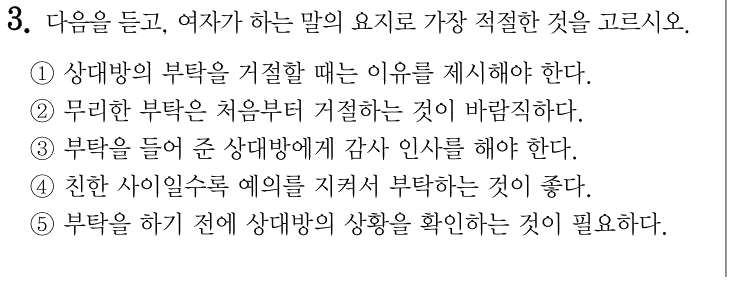 3. 다음을 듣고, 여자가 하는 말의 요지로 가장 적절한 것을 고르시오.
① 상대방의 부탁을 거절할 때는 이유를 제시해야 한다.
② 무리한 부탁은 처음부터 거절하는 것이 바람직하다.
③ 부탁을 들어 준 상대방에게 감사 인사를 해야 한다.
④ 친한 사이일수록 예의를 지켜서 부탁하는 것이 좋다.
⑤ 부탁을 하기 전에 상대방의 상황을 확인하는 것이 필요하다.